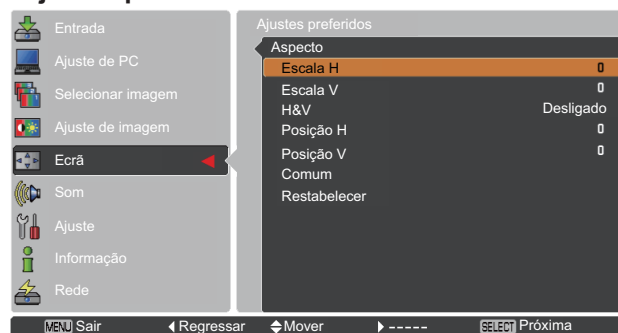 Entrada
Ajuste de PC
Selecionar imagem
Ajuste de imagem
Ecrã
Som
Ajuste
Informação
Rede
Ajustes preferidos
Aspecto
Escala H 0
Escala V 0
H&V Desligado
Posição H 0
Posição V 0
Comum
Restabelecer
MENU Sair Regressar Mover ----- SELECT Próxima